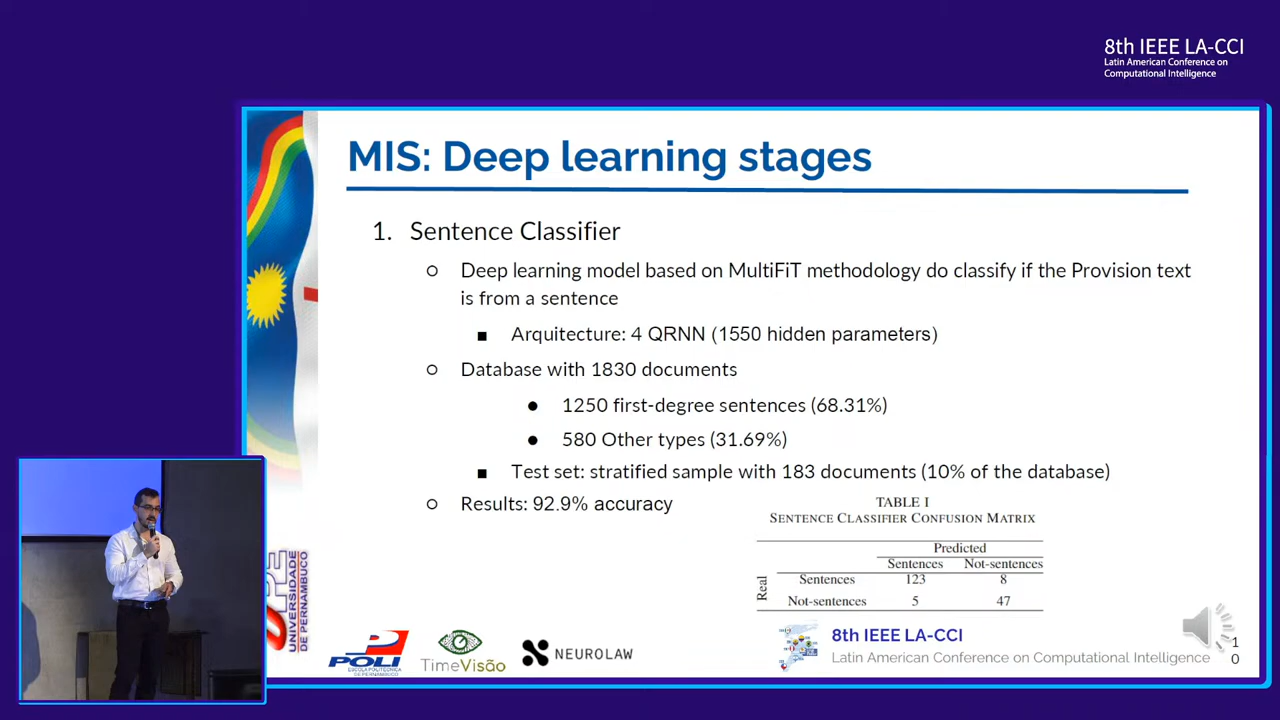 8th IEEE LA-CCI
Latin American Conference on
Computational Intelligence
MIS: Deep learning stages
1. Sentence Classifier
Deep learning model based on MultiFiT methodology do classify if the Provision text
is from a sentence
Arquitecture: 4 QRNN (1550 hidden parameters)
Database with 1830 documents
1250 first-degree sentences (68.31%)
580 Other types (31.69%)
Test set: stratified sample with 183 documents (10% of the database)
Results: 92.9% accuracy
TABLE I
SENTENCE CLASSIFIER CONFUSION MATRIX
Predicted
Sentences Not-sentences
Real
Sentences 123 8
Not-sentences 5 47
UNIVERSIDADE
DE PERNAMBUCO
POLI
ESCOLA POLITÉCNICA
DE PERNAMBUCO
TimeVisão
NEUROLAW
8th IEEE LA-CCI
Latin American Conference on Computational Intelligence
10